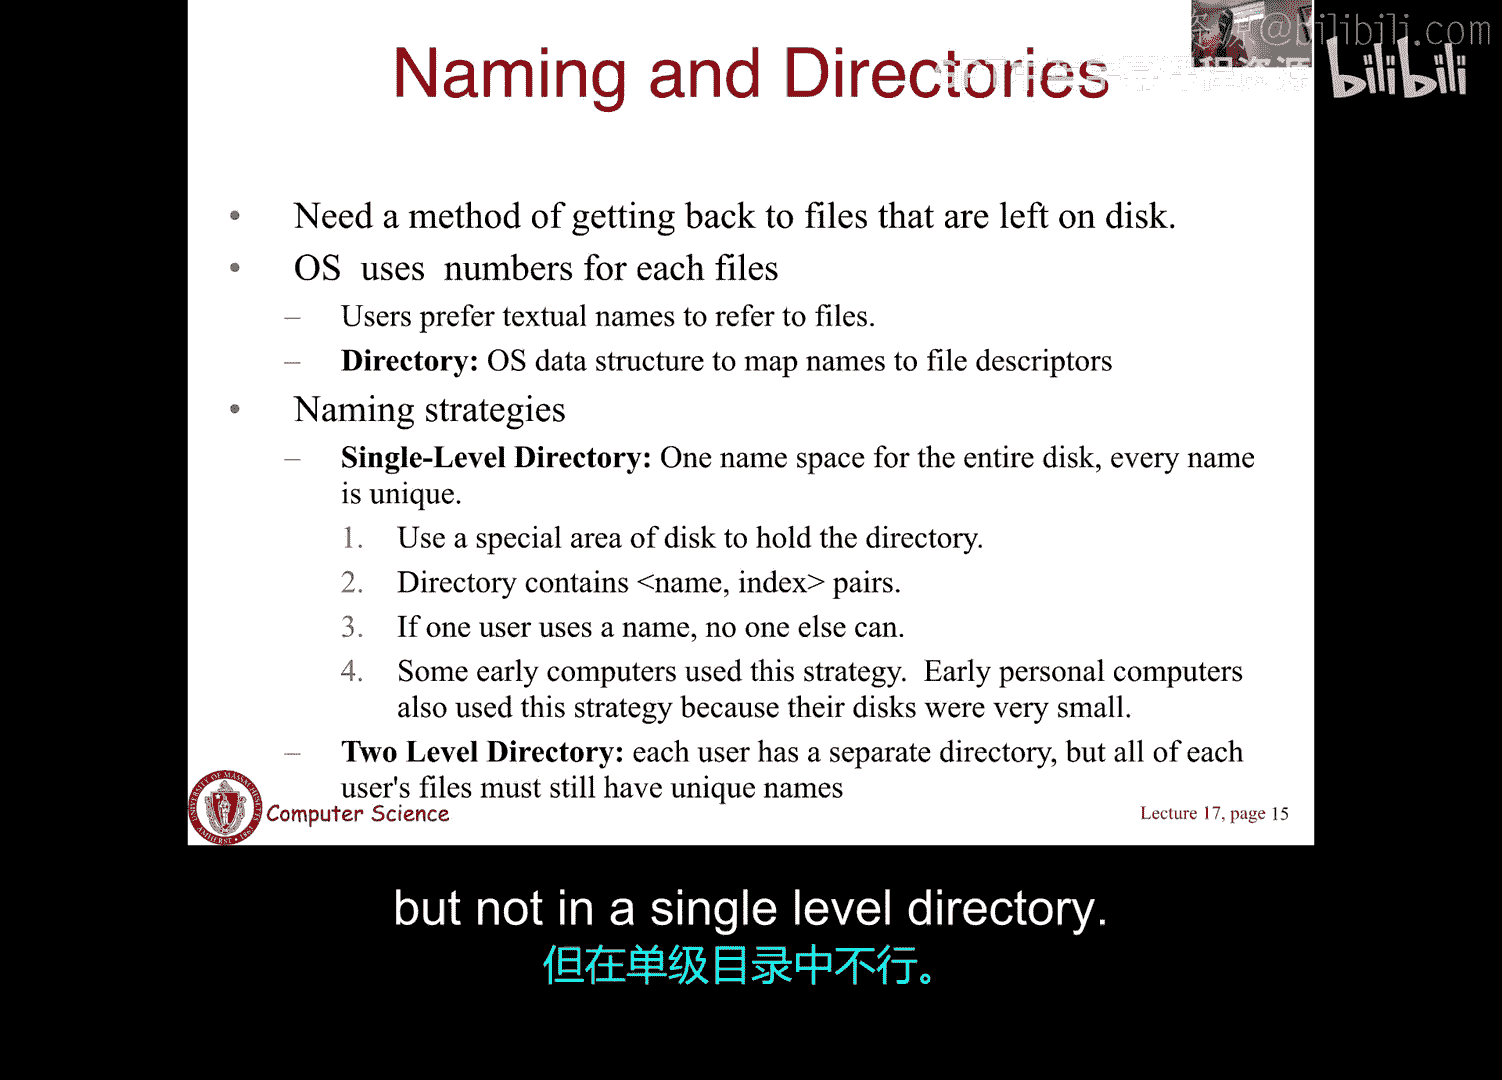 Naming and Directories
@bilibili.com
bilibili
• Need a method of getting back to files that are left on disk.
• OS uses numbers for each files
– Users prefer textual names to refer to files.
– Directory: OS data structure to map names to file descriptors
• Naming strategies
– Single-Level Directory: One name space for the entire disk, every name
is unique.
1. Use a special area of disk to hold the directory.
2. Directory contains <name, index> pairs.
3. If one user uses a name, no one else can.
4. Some early computers used this strategy. Early personal computers
also used this strategy because their disks were very small.
– Two Level Directory: each user has a separate directory, but all of each
user's files must still have unique names
Computer Science
Lecture 17, page 15
but not in a single level directory.
但在单级目录中不行。